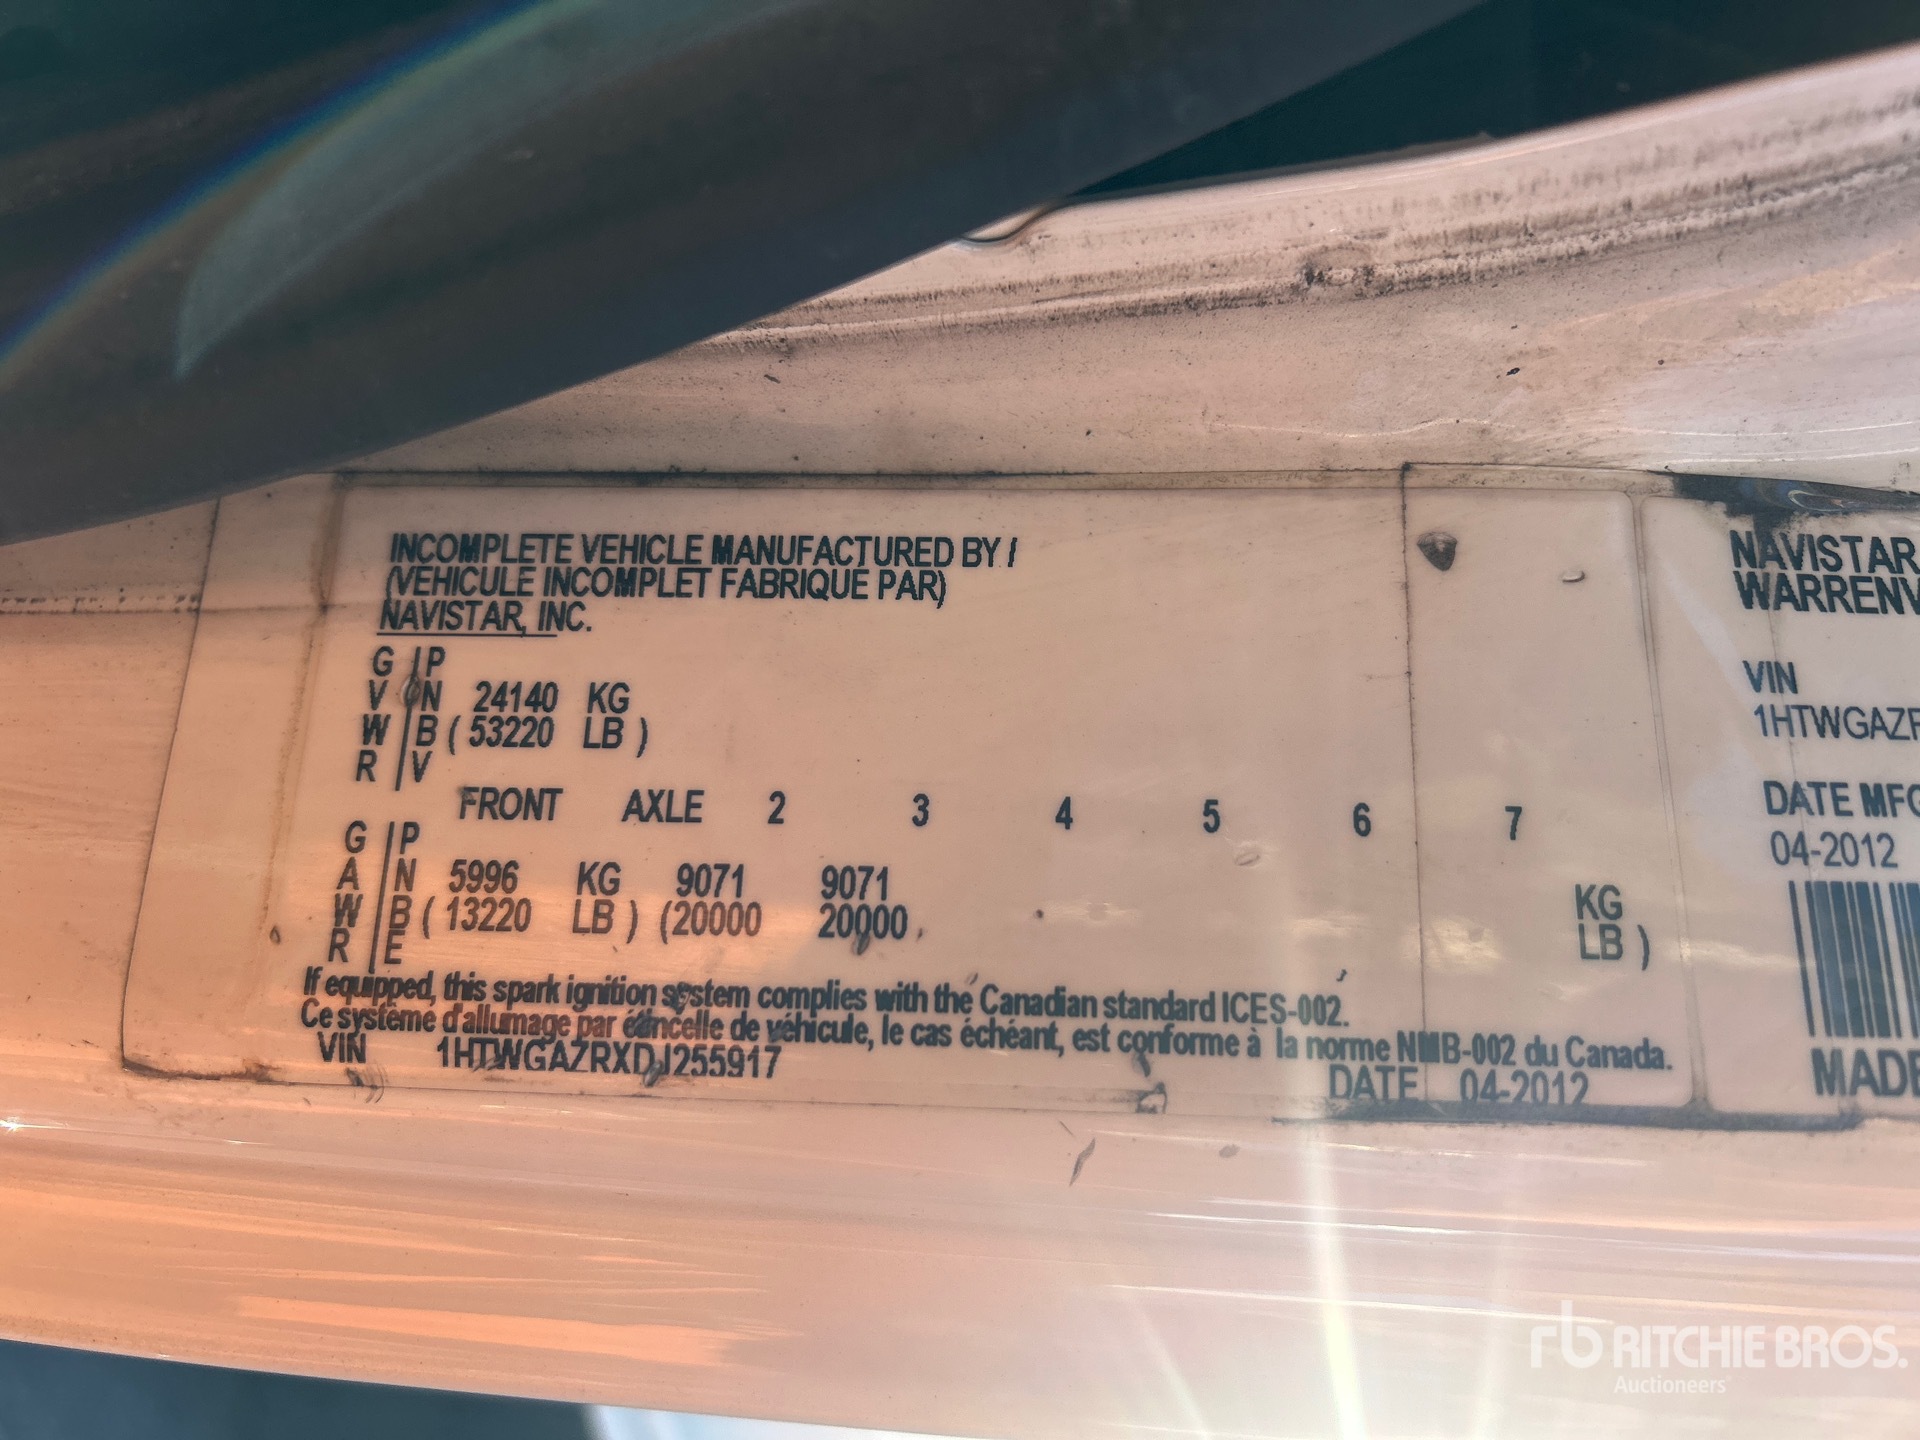 INCOMPLETE VEHICLE MANUFACTURED BY /
(VEHICULE INCOMPLET FABRIQUE PAR)
NAVISTAR, INC.
G / P
V / N 24140 KG
W / B ( 53220 LB )
R / V
FRONT AXLE 2 3 4 5 6 7
G / P
A / N 5996 KG 9071 9071 KG
W / B ( 13220 LB ) (20000 20000 LB )
R / E
If equipped, this spark ignition system complies with the Canadian standard ICES-002.
Ce système d'allumage par étincelle de véhicule, le cas échéant, est conforme à la norme NMB-002 du Canada.
VIN 1HTWGAZRXDJ255917
DATE 04-2012
NAVISTAR,
WARRENV
VIN
1HTWGAZR
DATE MFG
04-2012
MADE
rb RITCHIE BROS.
Auctioneers